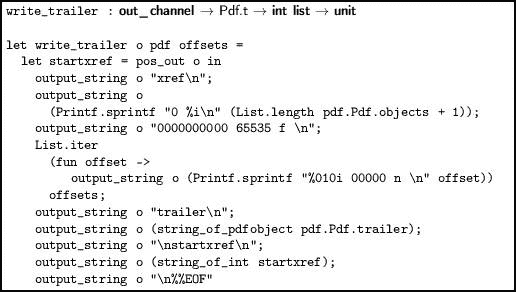 write_trailer : out_channel → Pdf.t → int list → unit
let write_trailer o pdf offsets =
  let startxref = pos_out o in
    output_string o "xref\n";
    output_string o
      (Printf.sprintf "0 %i\n" (List.length pdf.Pdf.objects + 1));
    output_string o "0000000000 65535 f \n";
    List.iter
      (fun offset ->
         output_string o (Printf.sprintf "%010i 00000 n \n" offset))
      offsets;
    output_string o "trailer\n";
    output_string o (string_of_pdfobject pdf.Pdf.trailer);
    output_string o "\nstartxref\n";
    output_string o (string_of_int startxref);
    output_string o "\n%%EOF"